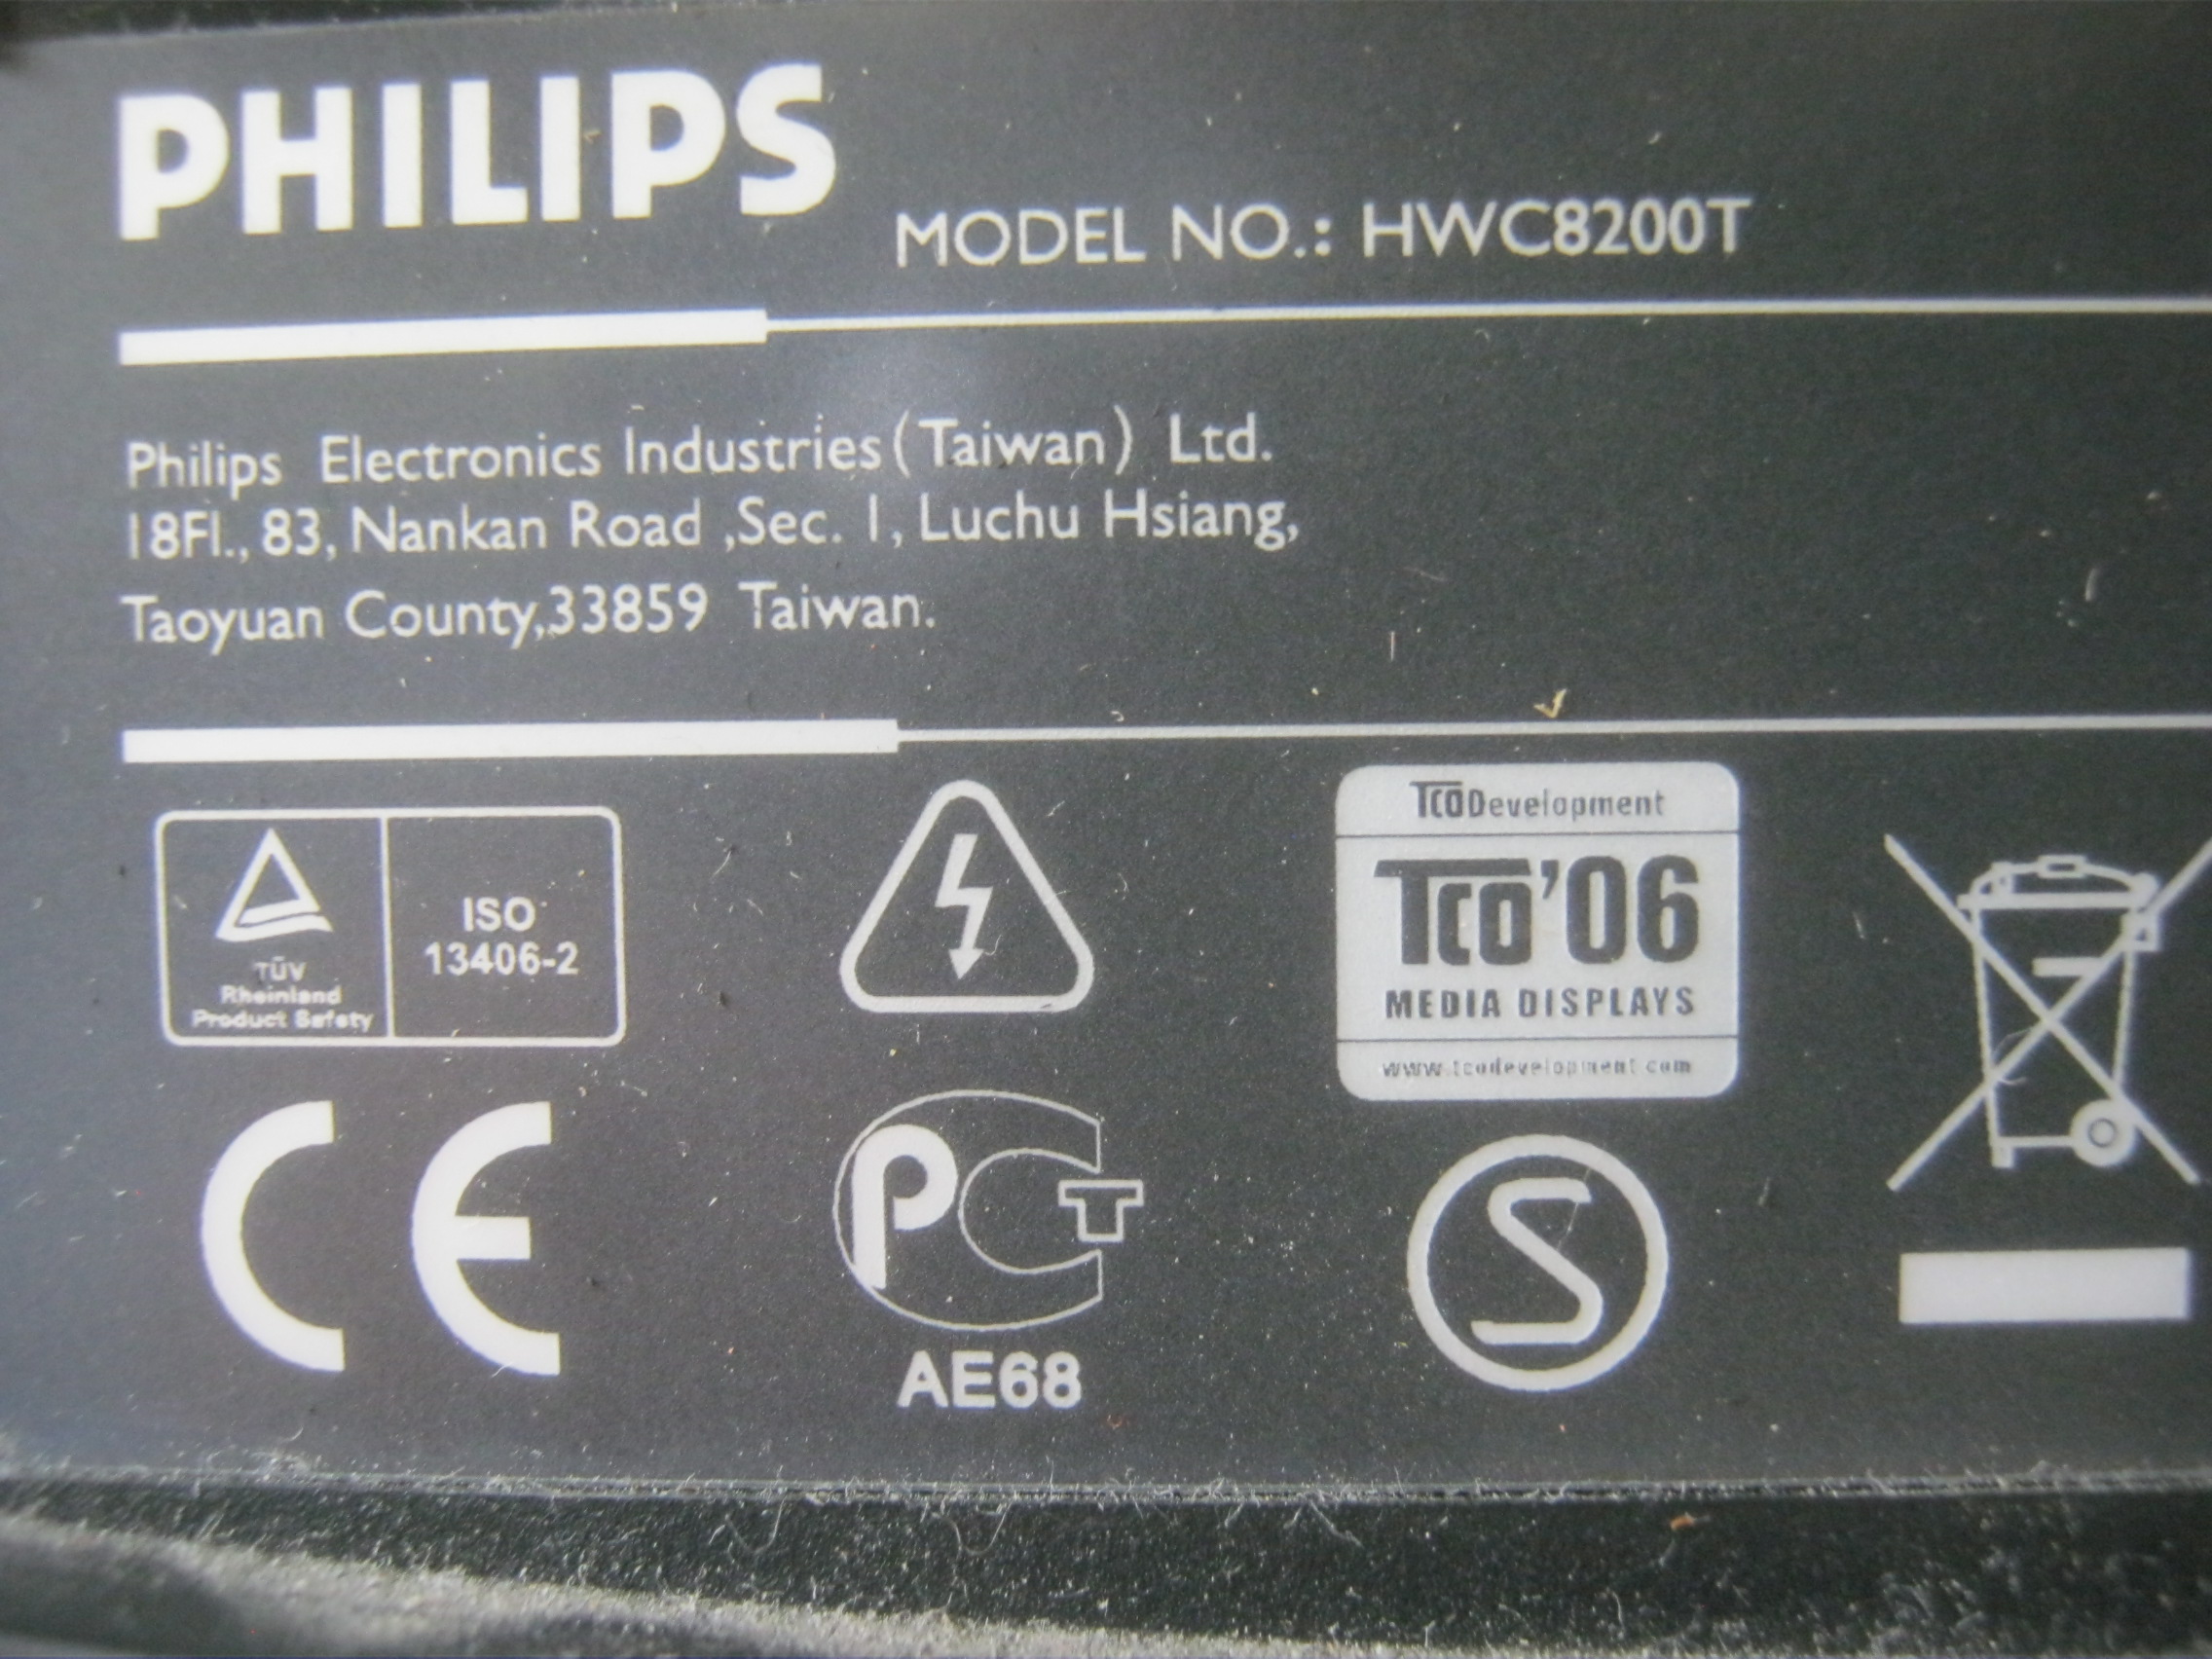 PHILIPS
MODEL NO.: HWC8200T
Philips Electronics Industries (Taiwan) Ltd.
18Fl., 83, Nankan Road ,Sec. 1, Luchu Hsiang,
Taoyuan County,33859 Taiwan.
TÜV
Rheinland
Product Safety
ISO
13406-2
TCO Development
TCO'06
MEDIA DISPLAYS
www.tcodevelopment.com
CE
PCT
AE68
S